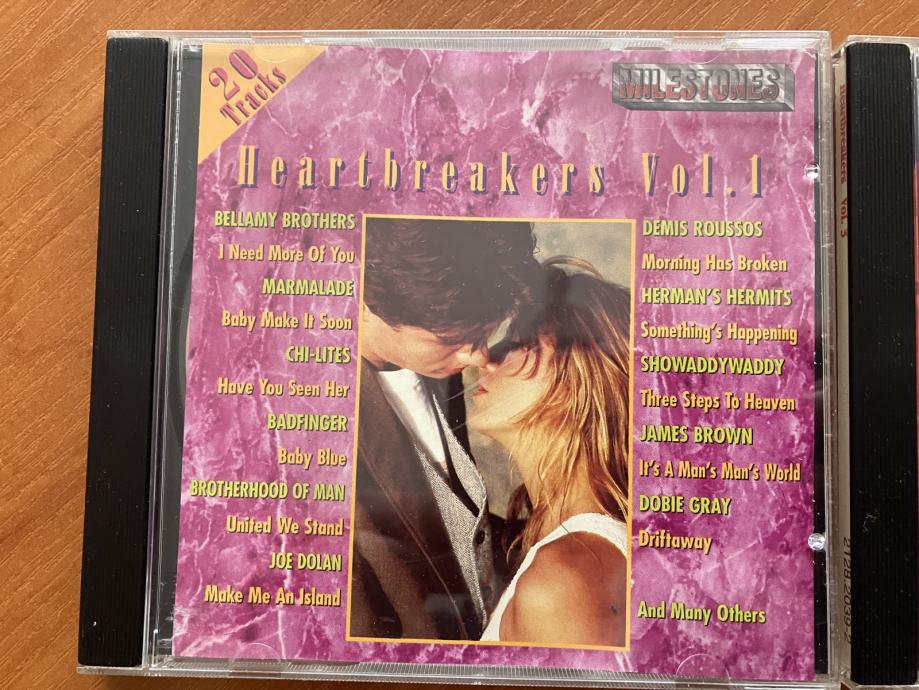 20
Tracks
MILESTONES
Heartbreakers Vol.1
BELLAMY BROTHERS
I Need More Of You
MARMALADE
Baby Make It Soon
CHI-LITES
Have You Seen Her
BADFINGER
Baby Blue
BROTHERHOOD OF MAN
United We Stand
JOE DOLAN
Make Me An Island
DEMIS ROUSSOS
Morning Has Broken
HERMAN'S HERMITS
Something's Happening
SHOWADDYWADDY
Three Steps To Heaven
JAMES BROWN
It's A Man's Man's World
DOBIE GRAY
Driftaway
And Many Others
Heartbreakers Vol. 3
2128.2039-2